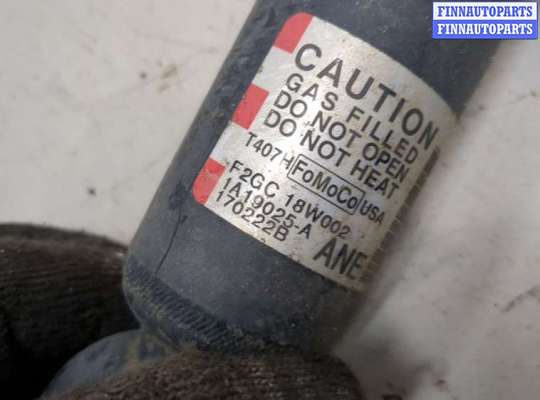 FINNAUTOPARTS
FINNAUTOPARTS
CAUTION
GAS FILLED
DO NOT OPEN
DO NOT HEAT
T407H FoMoCo USA
F2GC 18W002
1A19025-A
170222B
ANE